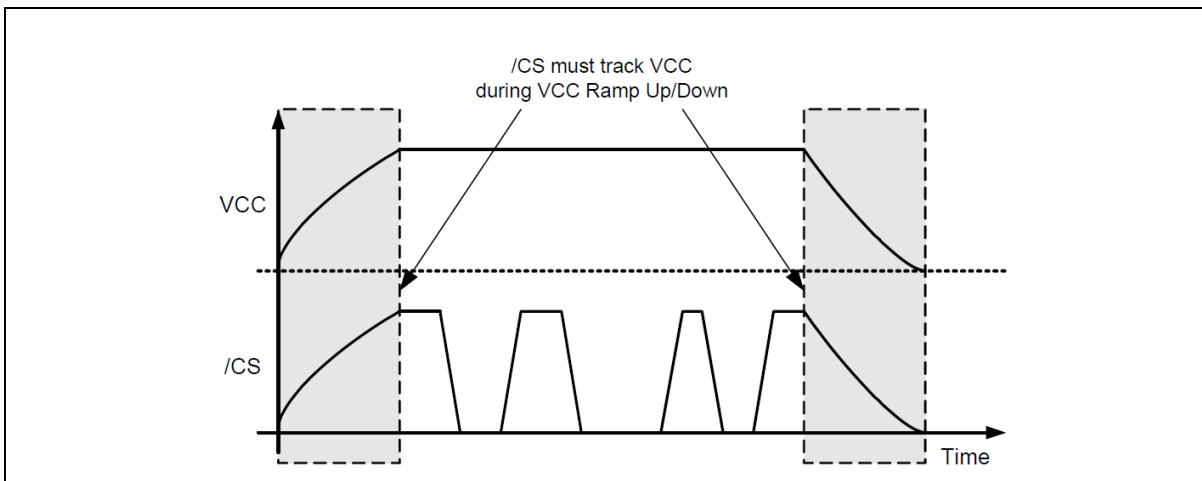 /CS must track VCC
during VCC Ramp Up/Down
VCC
/CS
Time